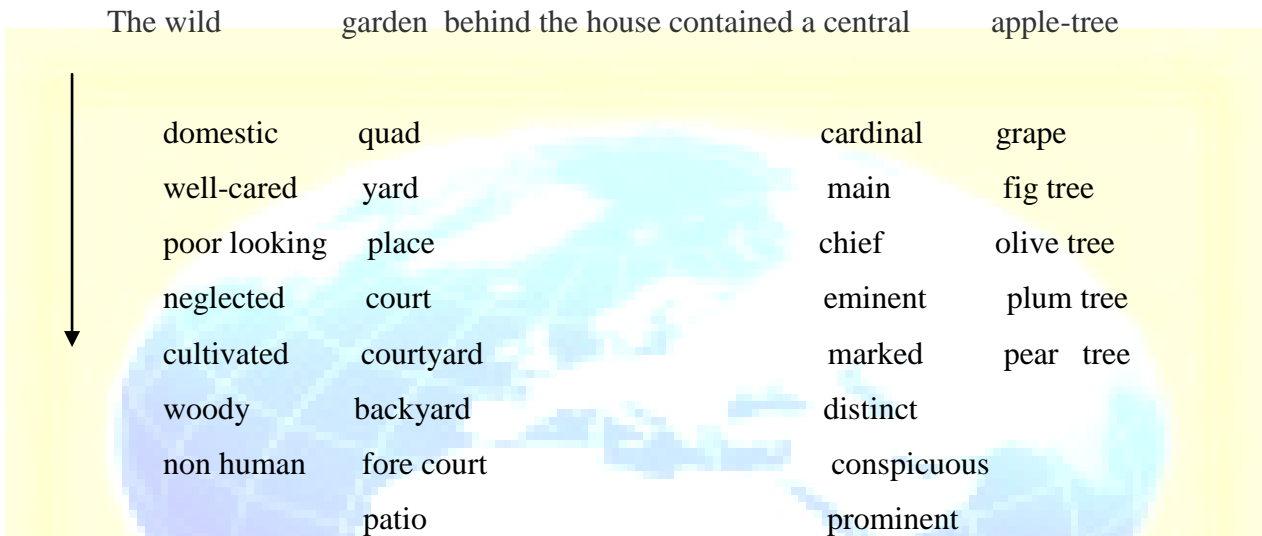 The wild garden behind the house contained a central apple-tree
domestic quad cardinal grape
well-cared yard main fig tree
poor looking place chief olive tree
neglected court eminent plum tree
cultivated courtyard marked pear tree
woody backyard distinct
non human fore court conspicuous
patio prominent